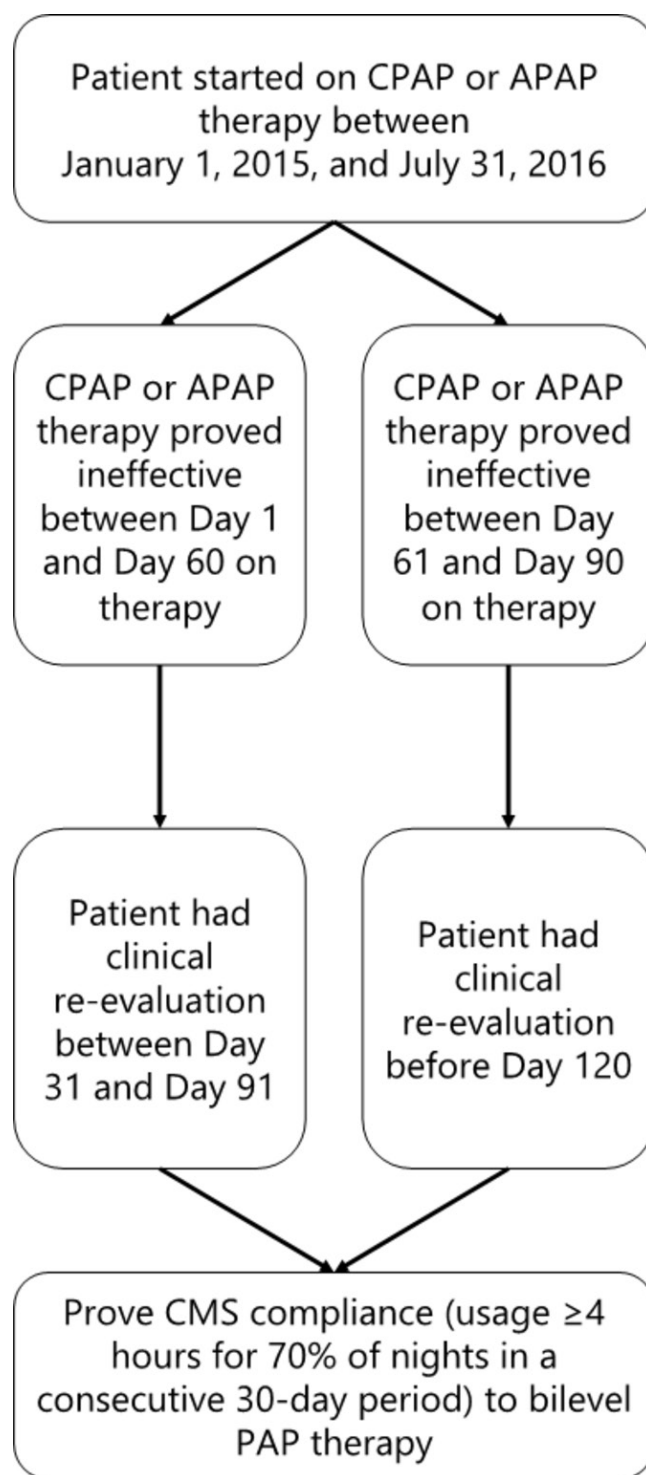 Patient started on CPAP or APAP
therapy between
January 1, 2015, and July 31, 2016
CPAP or APAP
therapy proved
ineffective
between Day 1
and Day 60 on
therapy
CPAP or APAP
therapy proved
ineffective
between Day
61 and Day 90
on therapy
Patient had
clinical
re-evaluation
between Day
31 and Day 91
Patient had
clinical
re-evaluation
before Day 120
Prove CMS compliance (usage ≥4
hours for 70% of nights in a
consecutive 30-day period) to bilevel
PAP therapy